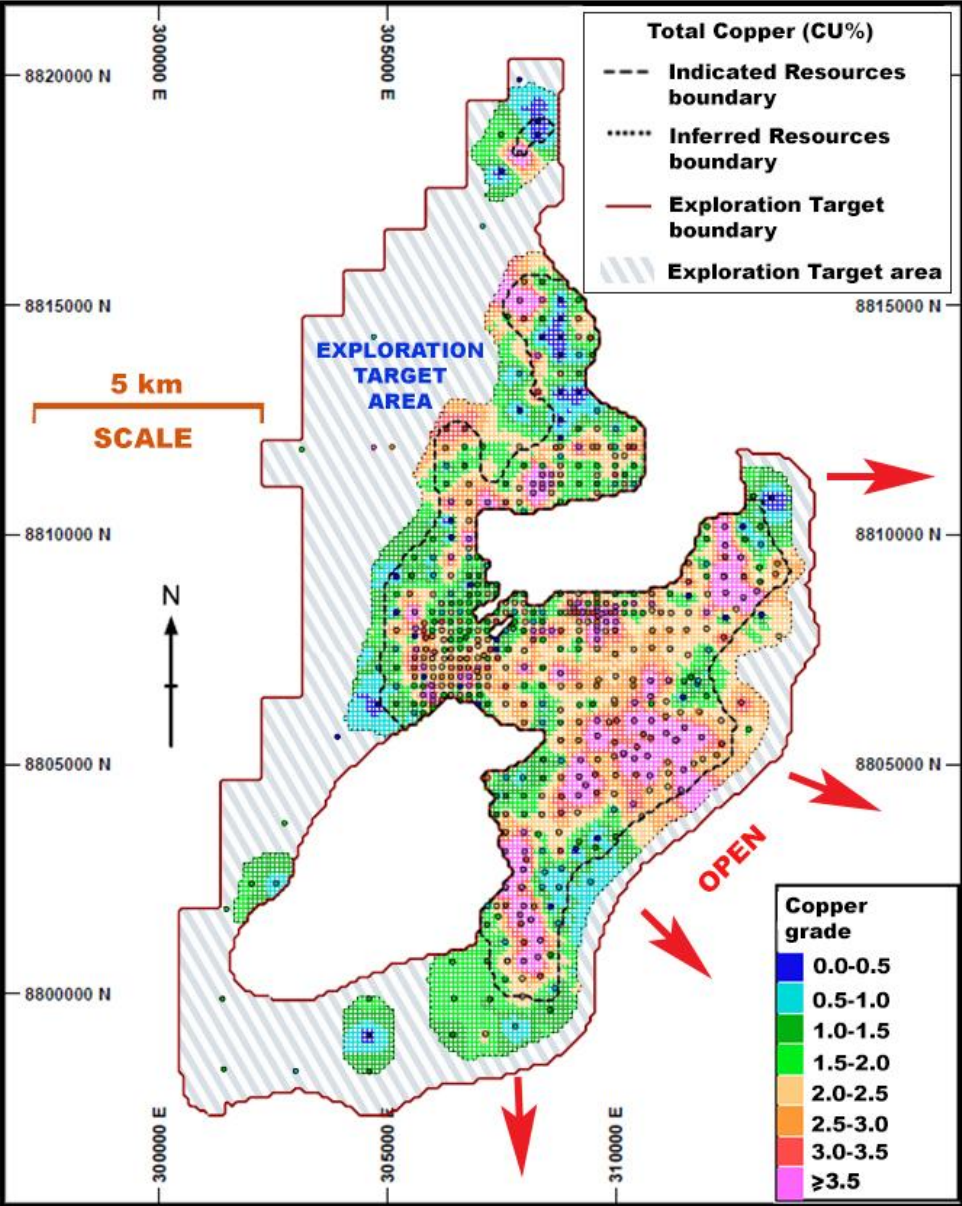 300000 E
305000 E
Total Copper (CU%)
Indicated Resources
boundary
Inferred Resources
boundary
Exploration Target
boundary
Exploration Target area
8820000 N
8815000 N
8815000 N
EXPLORATION
TARGET
AREA
5 km
SCALE
8810000 N
8810000 N
N
8805000 N
8805000 N
OPEN
Copper
grade
0.0-0.5
0.5-1.0
1.0-1.5
1.5-2.0
2.0-2.5
2.5-3.0
3.0-3.5
≥3.5
8800000 N
300000 E
305000 E
310000 E